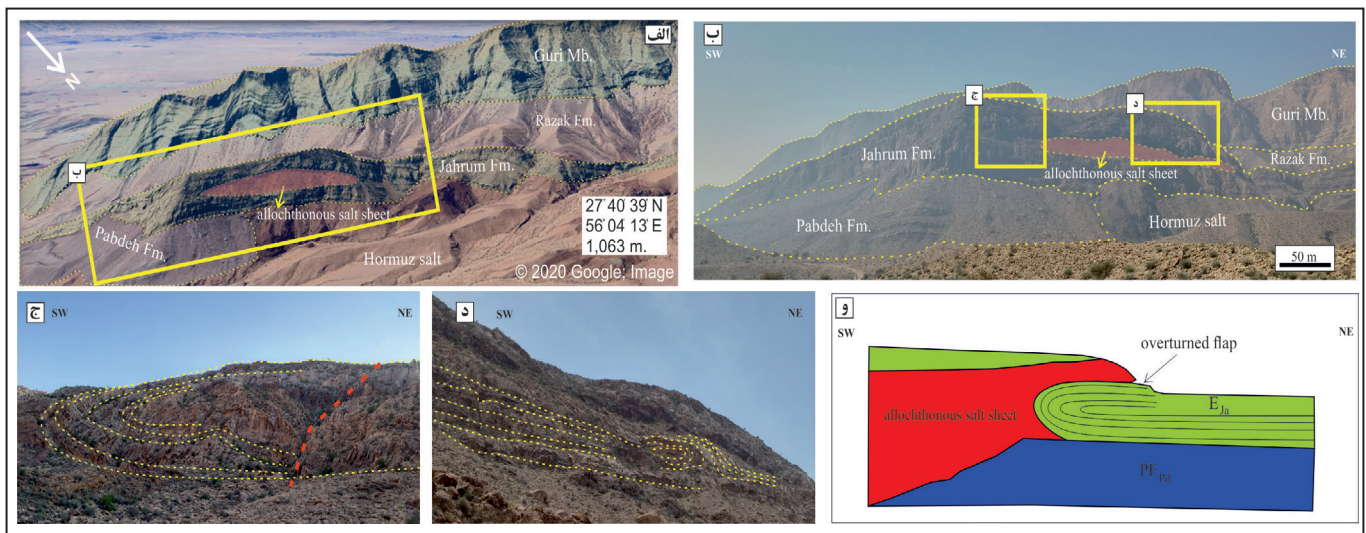 الف
N
Guri Mb.
Razak Fm.
ب
Jahrum Fm.
allochthonous salt sheet
Pabdeh Fm.
Hormuz salt
27° 40' 39" N
56° 04' 13" E
1,063 m.
© 2020 Google: Image
ب
SW
NE
ج
د
Guri Mb.
Jahrum Fm.
Razak Fm.
allochthonous salt sheet
Pabdeh Fm.
Hormuz salt
50 m
ج
SW
NE
د
SW
NE
و
SW
NE
overturned flap
allochthonous salt sheet
E_Ja